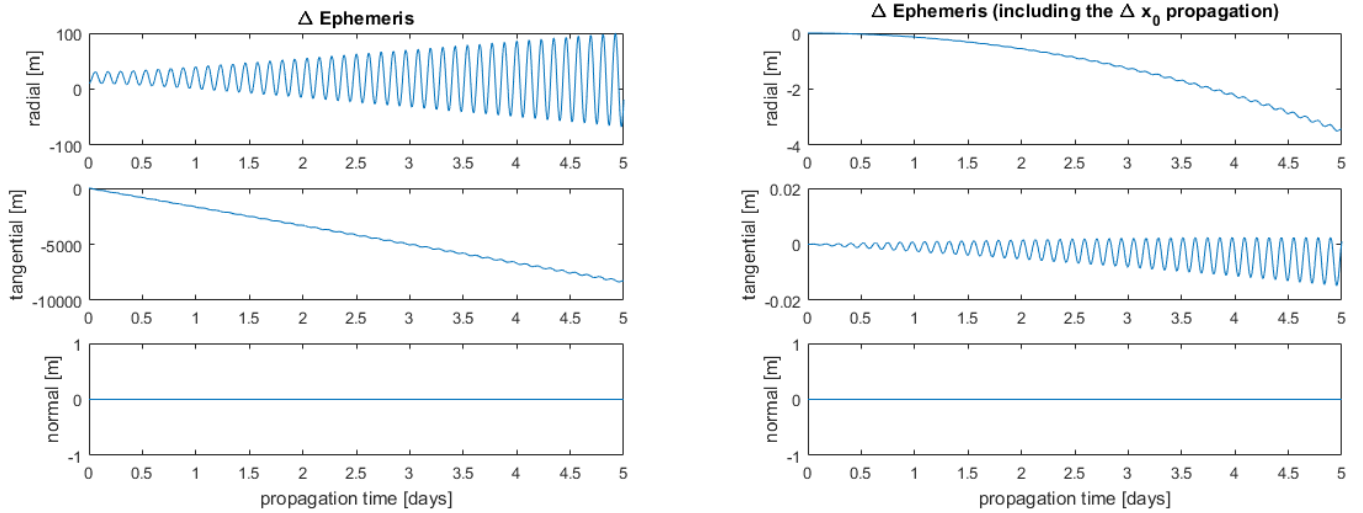 Δ Ephemeris
100
0
-100
radial [m]
0 0.5 1 1.5 2 2.5 3 3.5 4 4.5 5
0
-5000
-10000
tangential [m]
0 0.5 1 1.5 2 2.5 3 3.5 4 4.5 5
1
0
-1
normal [m]
0 0.5 1 1.5 2 2.5 3 3.5 4 4.5 5
propagation time [days]
Δ Ephemeris (including the Δ x₀ propagation)
0
-2
-4
radial [m]
0 0.5 1 1.5 2 2.5 3 3.5 4 4.5 5
0.02
0
-0.02
tangential [m]
0 0.5 1 1.5 2 2.5 3 3.5 4 4.5 5
1
0
-1
normal [m]
0 0.5 1 1.5 2 2.5 3 3.5 4 4.5 5
propagation time [days]